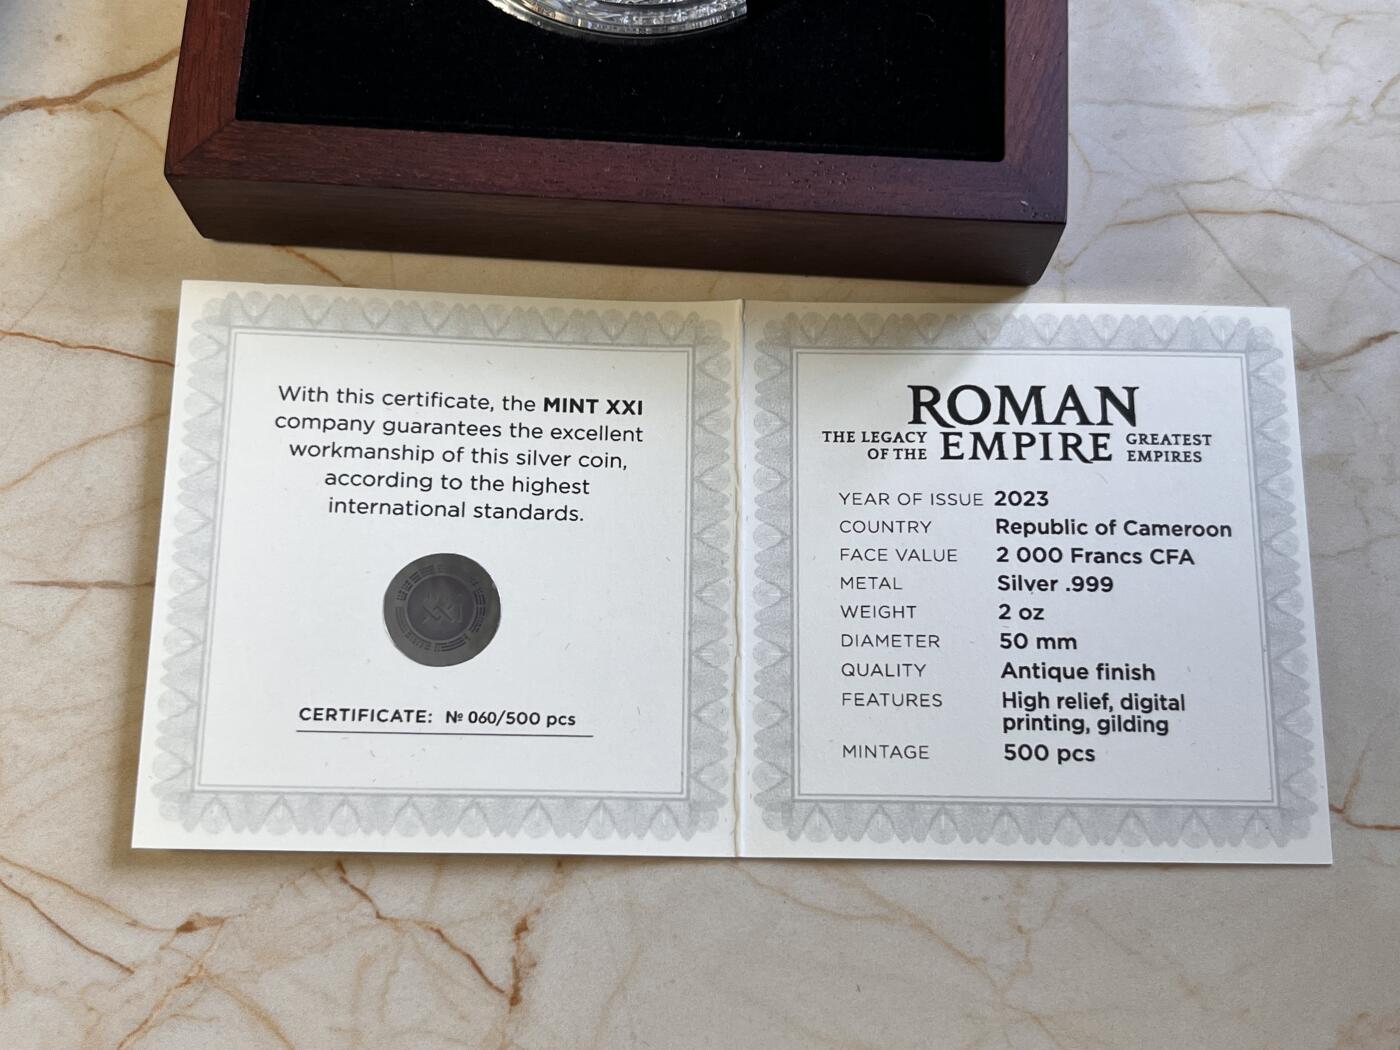 With this certificate, the MINT XXI
company guarantees the excellent
workmanship of this silver coin,
according to the highest
international standards.
XXI
CERTIFICATE: № 060/500 pcs
ROMAN
THE LEGACY OF THE EMPIRE GREATEST EMPIRES
YEAR OF ISSUE 2023
COUNTRY Republic of Cameroon
FACE VALUE 2 000 Francs CFA
METAL Silver .999
WEIGHT 2 oz
DIAMETER 50 mm
QUALITY Antique finish
FEATURES High relief, digital
printing, gilding
MINTAGE 500 pcs